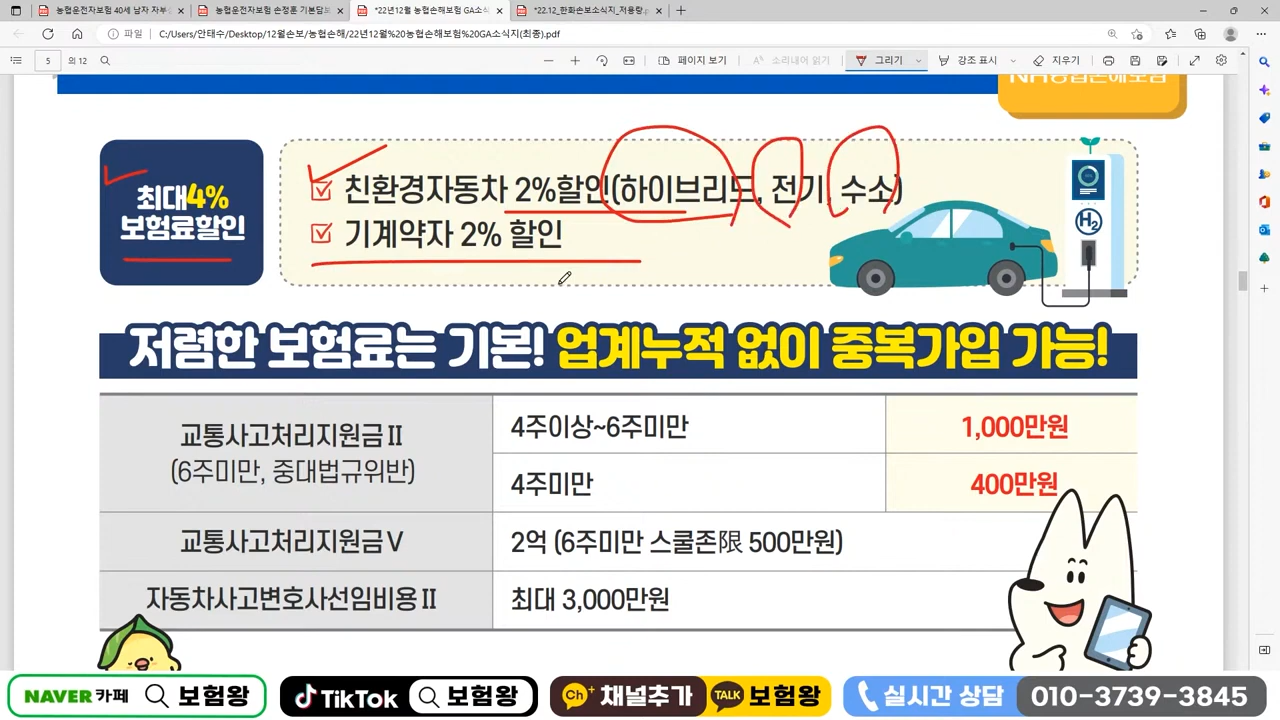 농협운전자보험 40세 남자 자부상
농협운전자보험 손정훈 기본담보
*22년12월 농협손해보험 GA소식
*22.12_한화손보소식지_저용량.p
파일
C:/Users/안태수/Desktop/12월손보/농협손해/22년12월%20농협손해보험%20GA소식지(최종).pdf
5 의 12
페이지 보기
소리내어 읽기
그리기
강조 표시
지우기
NH농협손해보험
최대4%
보험료할인
친환경자동차 2%할인(하이브리드, 전기, 수소)
기계약자 2% 할인
H2
저렴한 보험료는 기본! 업계누적 없이 중복가입 가능!
교통사고처리지원금Ⅱ
(6주미만, 중대법규위반)
4주이상~6주미만
1,000만원
4주미만
400만원
교통사고처리지원금Ⅴ
2억 (6주미만 스쿨존限 500만원)
자동차사고변호사선임비용Ⅱ
최대 3,000만원
NAVER 카페 보험왕
TikTok 보험왕
Ch+ 채널추가 TALK 보험왕
실시간 상담 010-3739-3845